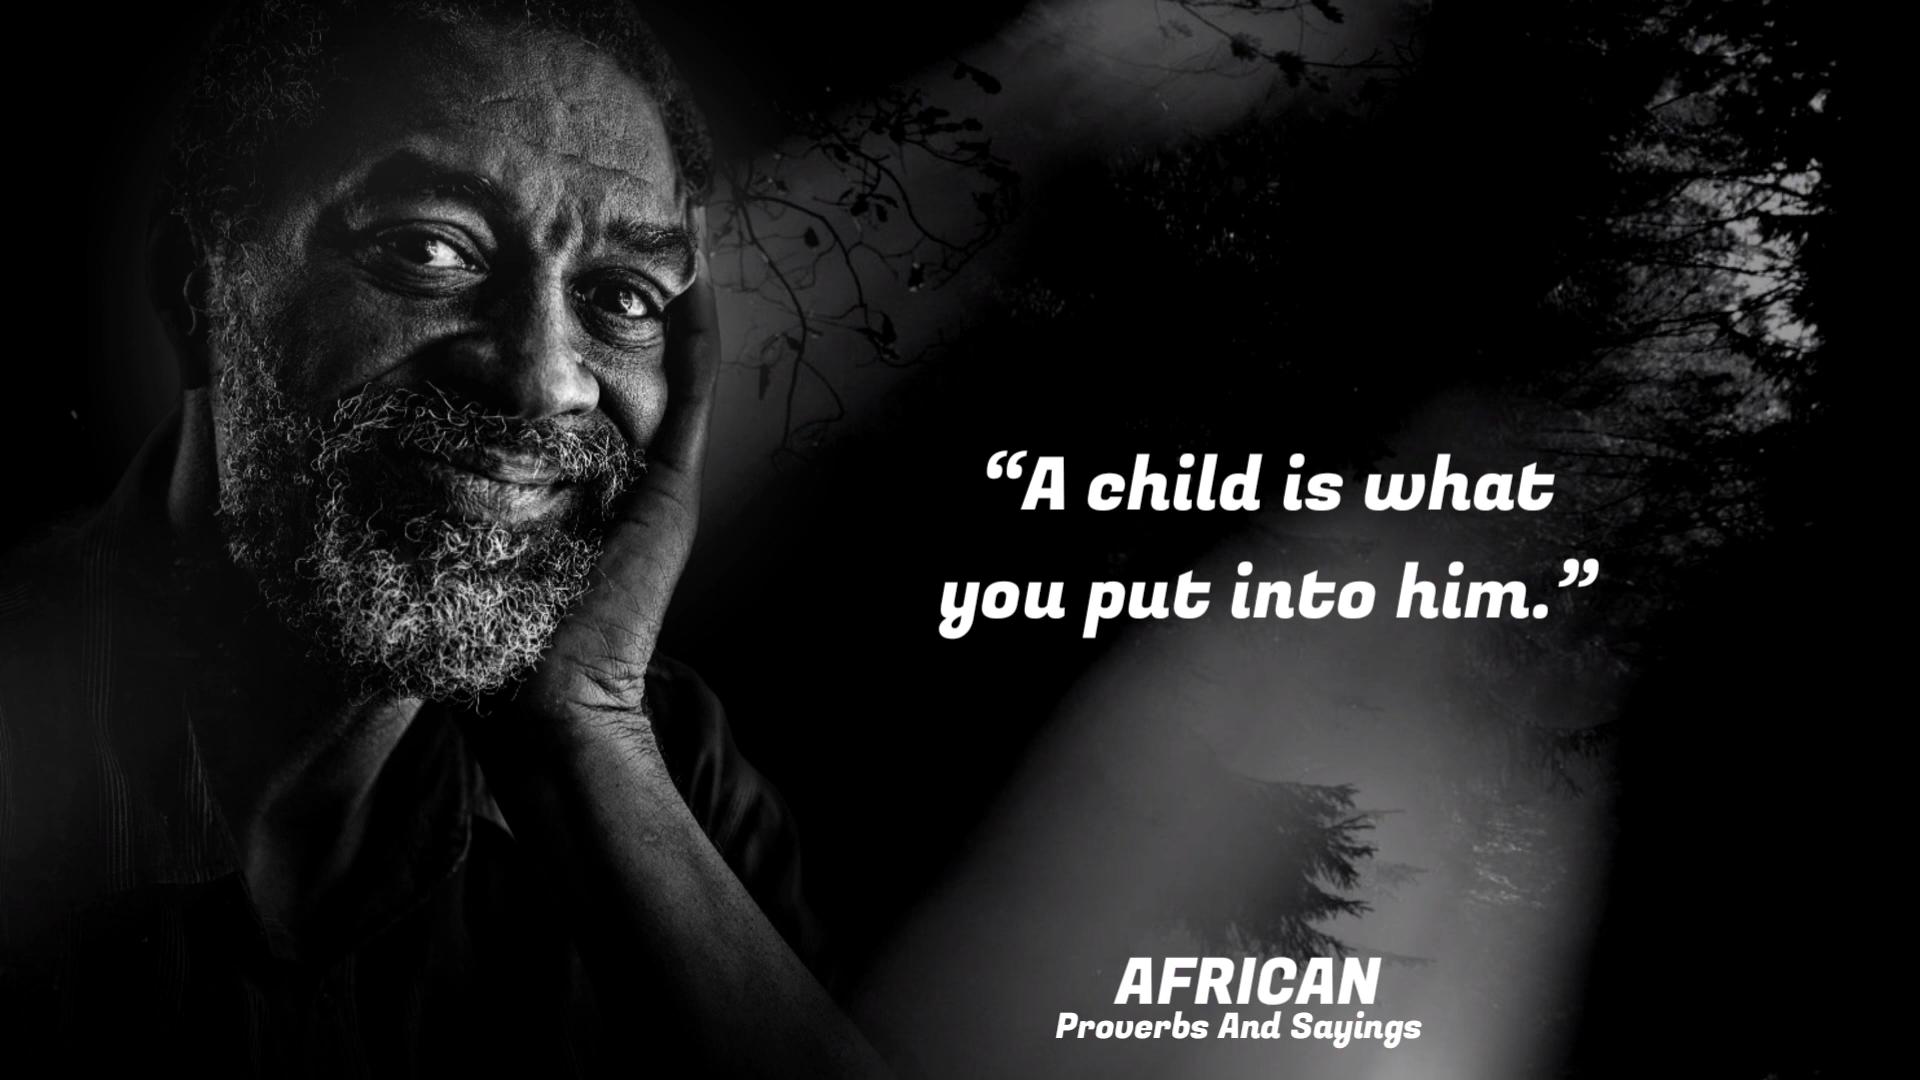 “A child is what
you put into him.”
AFRICAN
Proverbs And Sayings